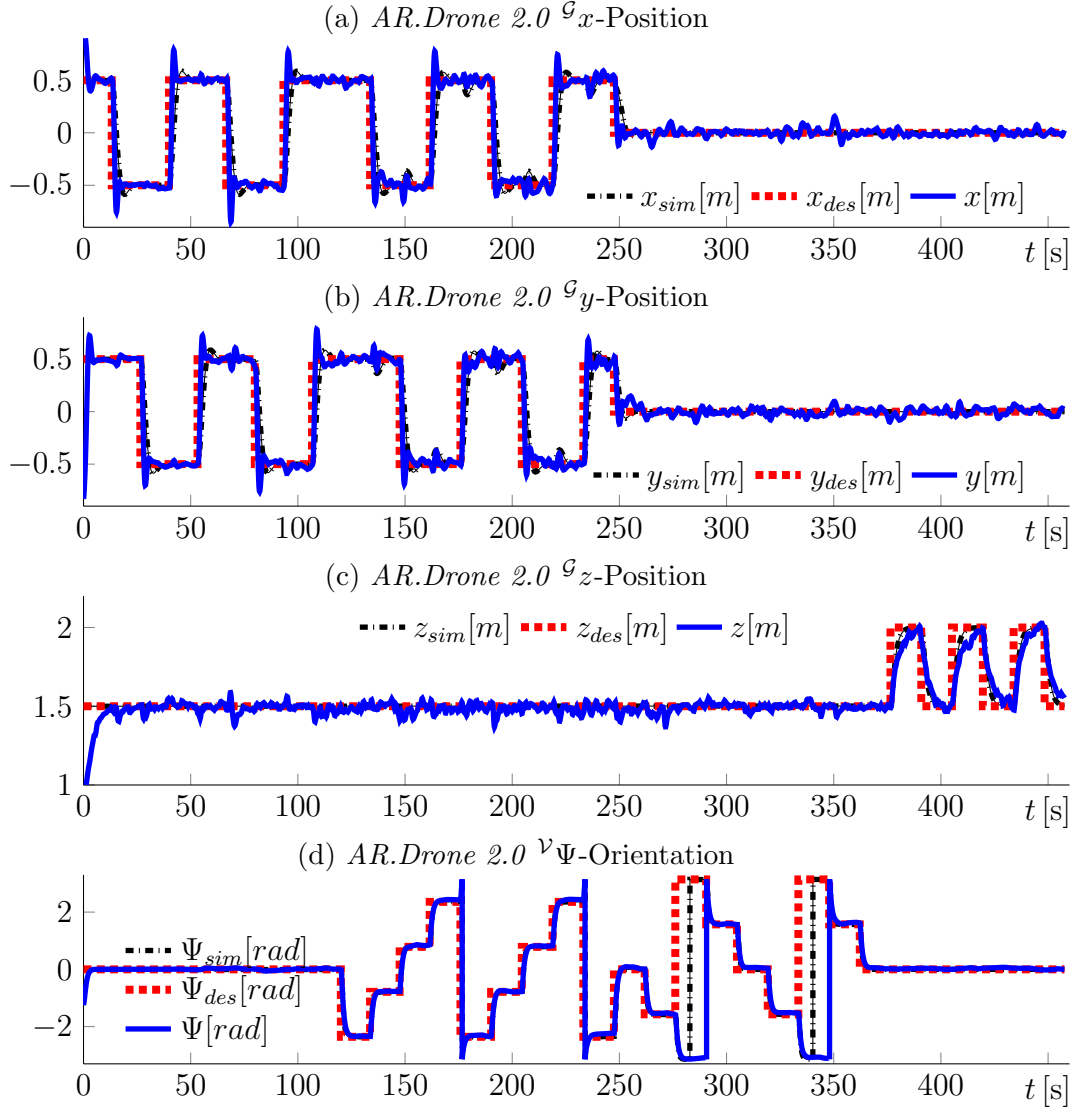 (a) AR.Drone 2.0 𝒢x-Position
0.5
0
−0.5
x_sim[m] x_des[m] x[m]
0 50 100 150 200 250 300 350 400 t [s]
(b) AR.Drone 2.0 𝒢y-Position
0.5
0
−0.5
y_sim[m] y_des[m] y[m]
0 50 100 150 200 250 300 350 400 t [s]
(c) AR.Drone 2.0 𝒢z-Position
z_sim[m] z_des[m] z[m]
2
1.5
1
0 50 100 150 200 250 300 350 400 t [s]
(d) AR.Drone 2.0 𝒱Ψ-Orientation
2
Ψ_sim[rad]
0
Ψ_des[rad]
Ψ[rad]
−2
0 50 100 150 200 250 300 350 400 t [s]